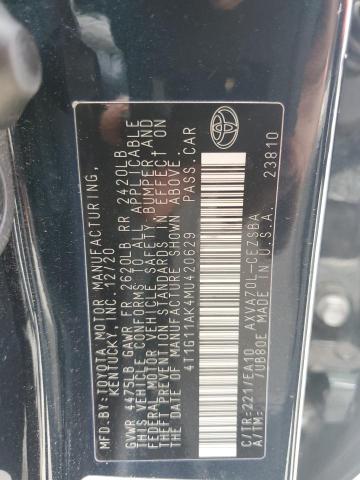 MFD.BY: TOYOTA MOTOR MANUFACTURING
KENTUCKY, INC. 12/20
GVWR 4475LB GAWR FR 2620LB RR 2420LB
THIS VEHICLE CONFORMS TO ALL APPLICABLE
FEDERAL MOTOR VEHICLE SAFETY, BUMPER, AND
THEFT PREVENTION STANDARDS IN EFFECT ON
THE DATE OF MANUFACTURE SHOWN ABOVE.
4T1G11AK4MU420629 PASS.CAR
TOYOTA
C/TR:221/EA10 AXVA70L-CEZSBA
A/TM: 7UB80E MADE IN U.S.A. 23810